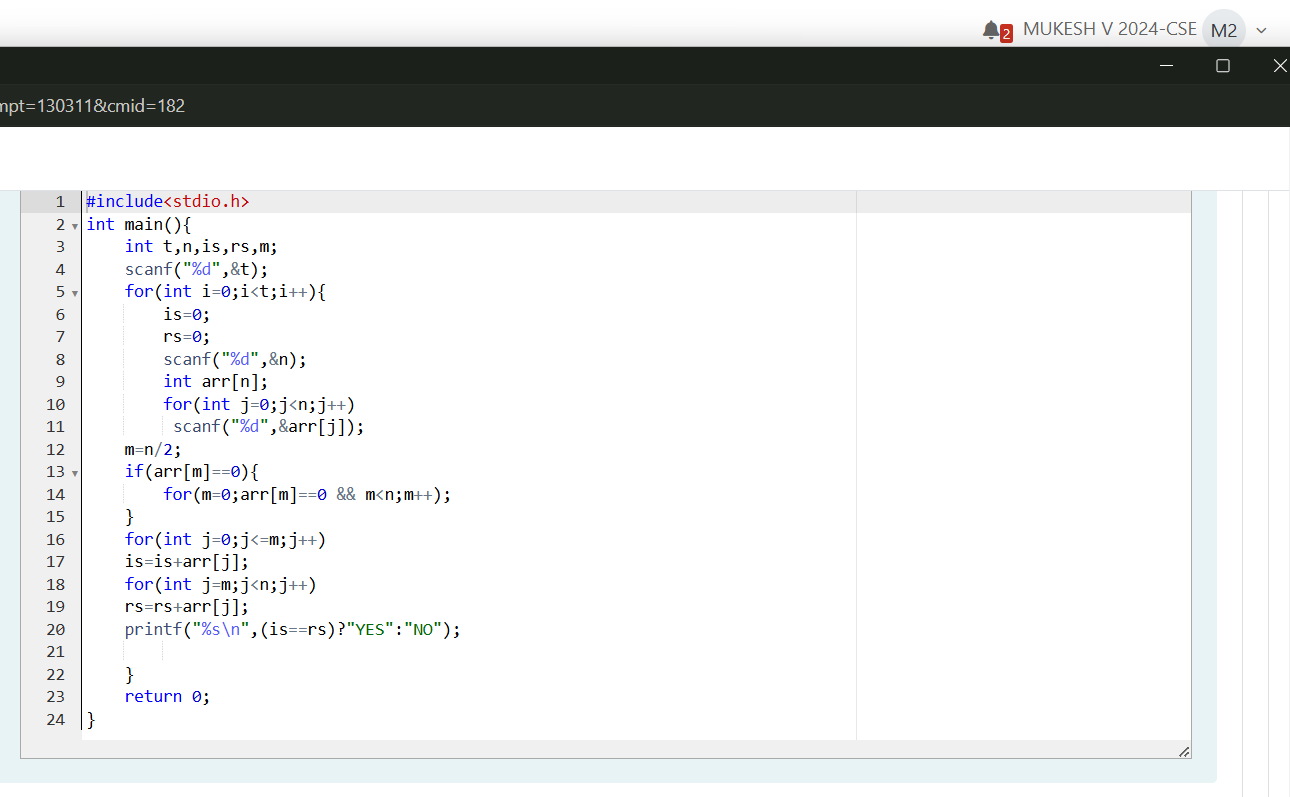 2 MUKESH V 2024-CSE M2
mpt=130311&cmid=182
1 #include<stdio.h>
2 int main(){
3     int t,n,is,rs,m;
4     scanf("%d",&t);
5     for(int i=0;i<t;i++){
6         is=0;
7         rs=0;
8         scanf("%d",&n);
9         int arr[n];
10         for(int j=0;j<n;j++)
11          scanf("%d",&arr[j]);
12     m=n/2;
13     if(arr[m]==0){
14         for(m=0;arr[m]==0 && m<n;m++);
15     }
16     for(int j=0;j<=m;j++)
17     is=is+arr[j];
18     for(int j=m;j<n;j++)
19     rs=rs+arr[j];
20     printf("%s\n",(is==rs)?"YES":"NO");
21
22     }
23     return 0;
24 }